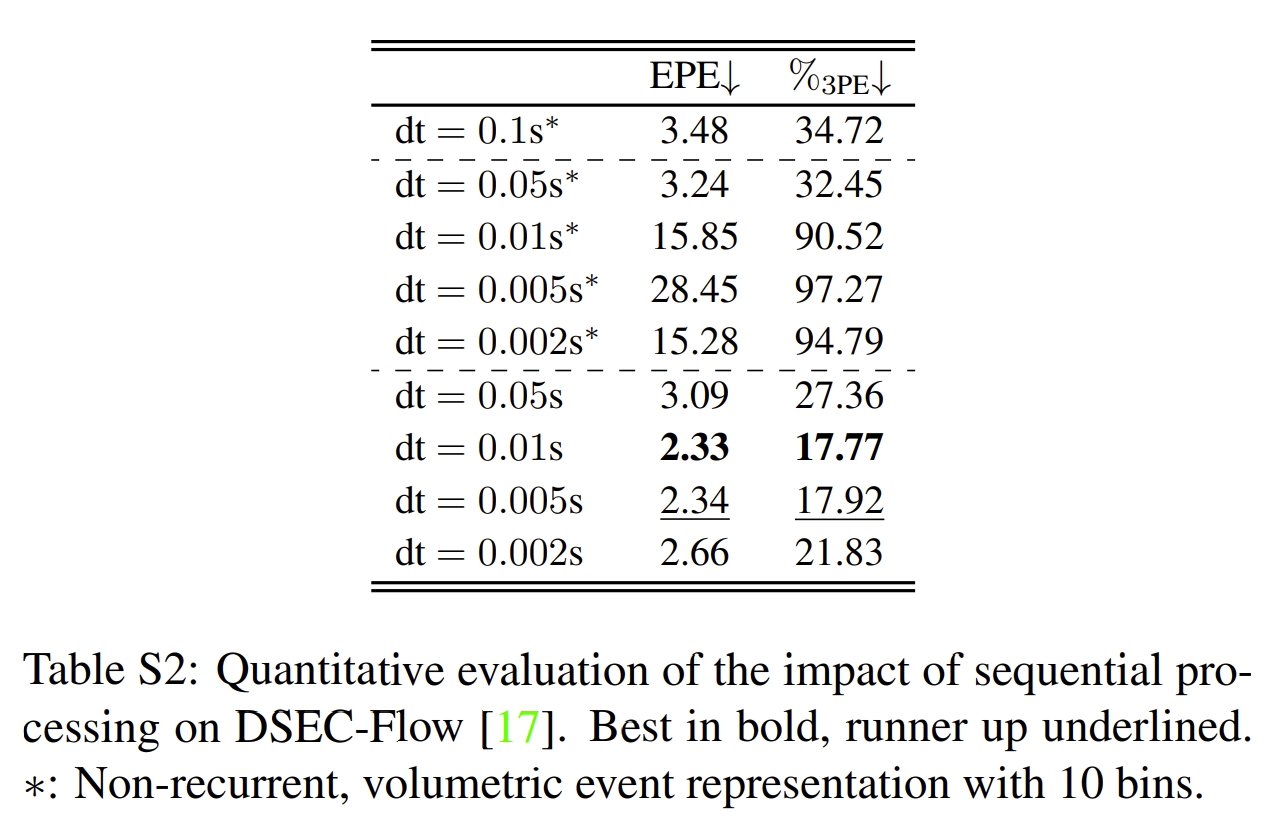 EPE↓ %3PE↓
dt = 0.1s* 3.48 34.72
dt = 0.05s* 3.24 32.45
dt = 0.01s* 15.85 90.52
dt = 0.005s* 28.45 97.27
dt = 0.002s* 15.28 94.79
dt = 0.05s 3.09 27.36
dt = 0.01s 2.33 17.77
dt = 0.005s 2.34 17.92
dt = 0.002s 2.66 21.83
Table S2: Quantitative evaluation of the impact of sequential pro-
cessing on DSEC-Flow [17]. Best in bold, runner up underlined.
*: Non-recurrent, volumetric event representation with 10 bins.